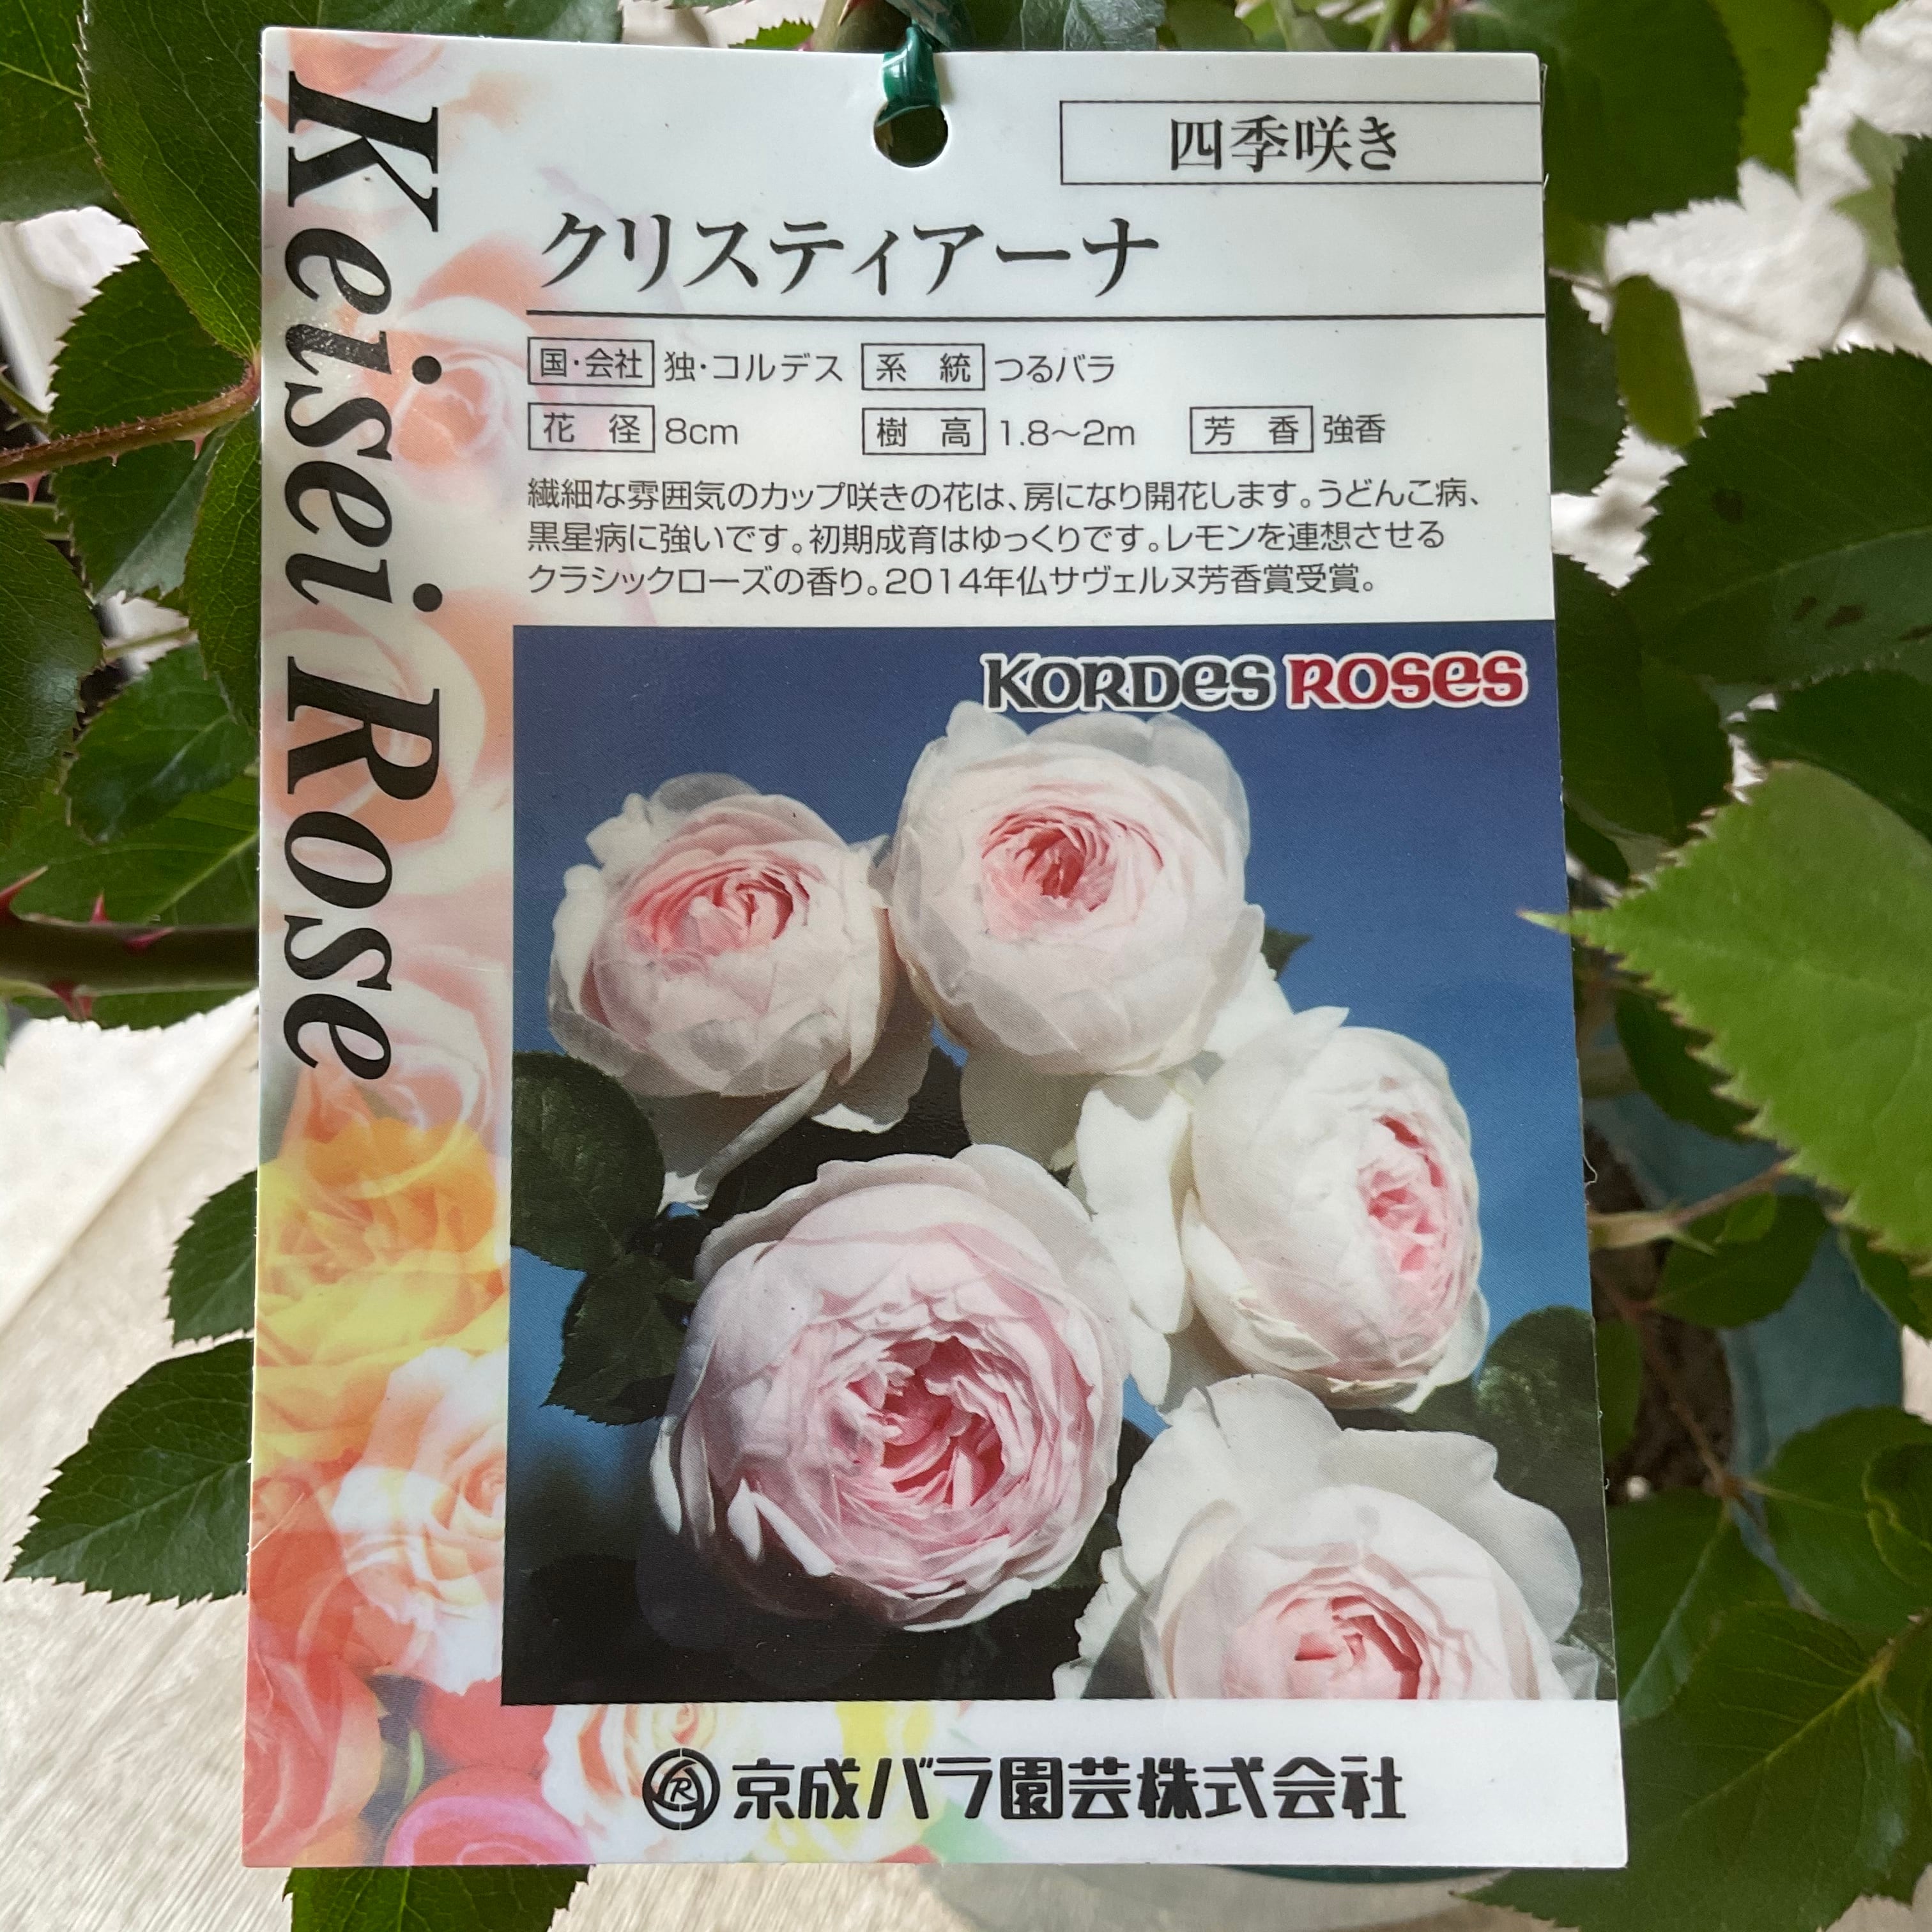 Keisei Rose
四季咲き
クリスティアーナ
国・会社 独・コルデス 系統 つるバラ
花径 8cm 樹高 1.8〜2m 芳香 強香
繊細な雰囲気のカップ咲きの花は、房になり開花します。うどんこ病、
黒星病に強いです。初期成育はゆっくりです。レモンを連想させる
クラシックローズの香り。2014年仏サヴェルヌ芳香賞受賞。
KORDES ROSES
京成バラ園芸株式会社